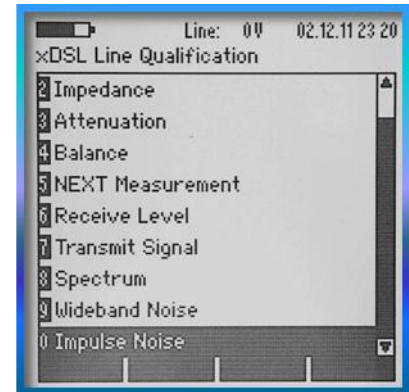 Line: 0V 02.12.11 23 20
xDSL Line Qualification
2 Impedance
3 Attenuation
4 Balance
5 NEXT Measurement
6 Receive Level
7 Transmit Signal
8 Spectrum
9 Wideband Noise
0 Impulse Noise